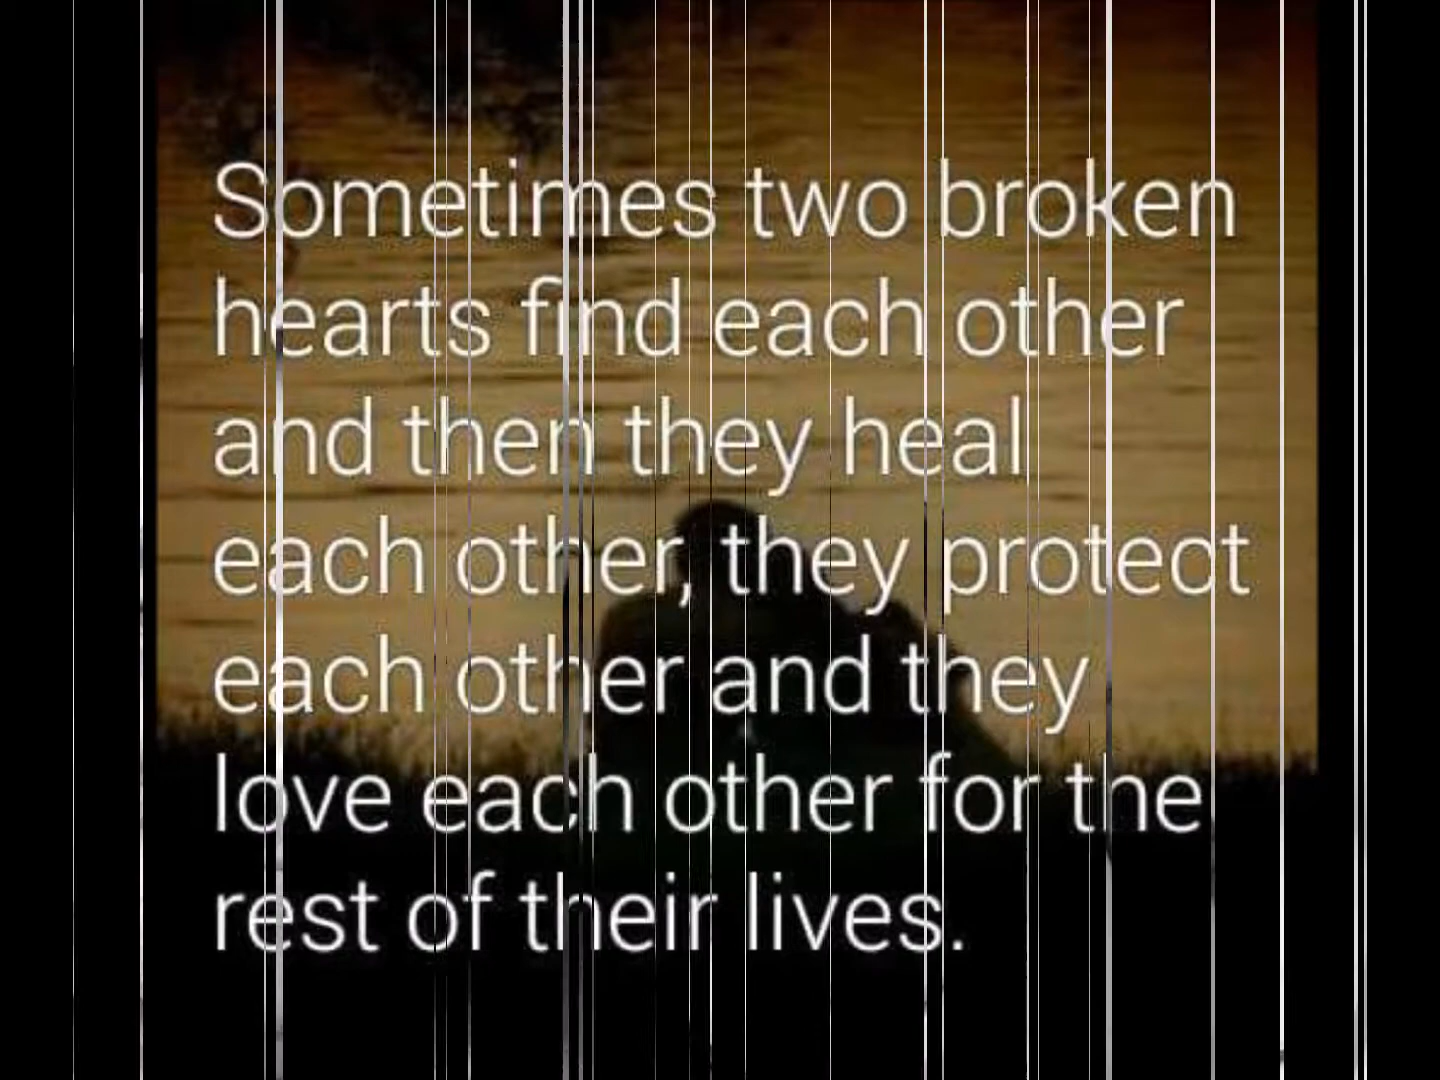 Sometimes two broken
hearts find each other
and then they heal
each other, they protect
each other and they
love each other for the
rest of their lives.